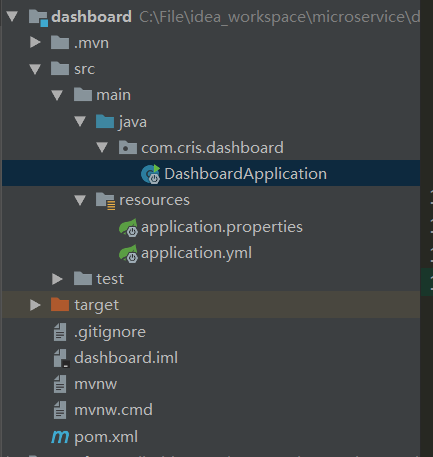 dashboard C:\File\idea_workspace\microservice\d
.mvn
src
main
java
com.cris.dashboard
DashboardApplication
resources
application.properties
application.yml
test
target
.gitignore
dashboard.iml
mvnw
mvnw.cmd
pom.xml